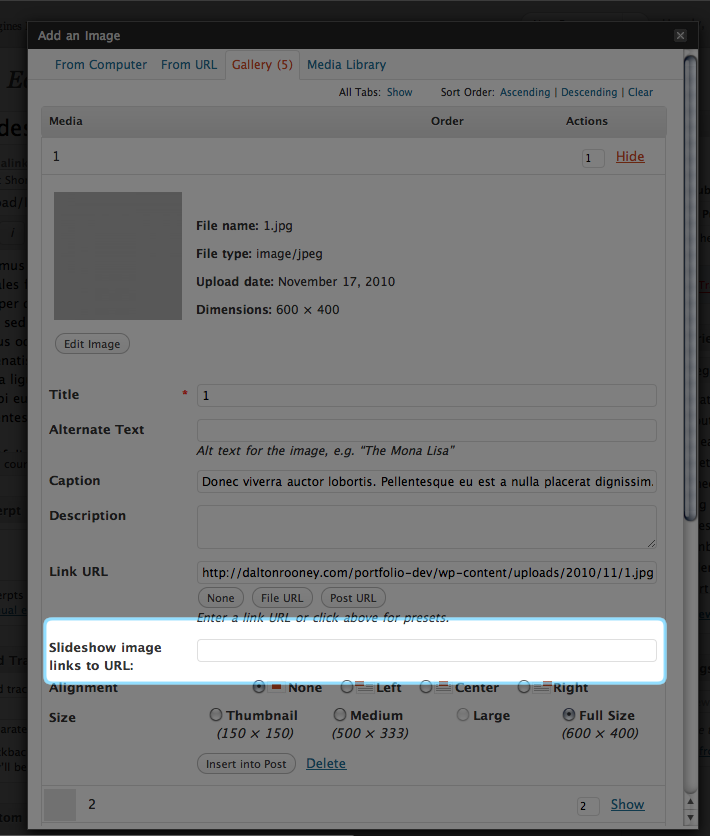 Add an Image
From Computer From URL Gallery (5) Media Library
All Tabs: Show Sort Order: Ascending | Descending | Clear
Media Order Actions
1 1 Hide
File name: 1.jpg
File type: image/jpeg
Upload date: November 17, 2010
Dimensions: 600 × 400
Edit Image
Title * 1
Alternate Text
Alt text for the image, e.g. “The Mona Lisa”
Caption Donec viverra auctor lobortis. Pellentesque eu est a nulla placerat dignissim.
Description
Link URL http://daltonrooney.com/portfolio-dev/wp-content/uploads/2010/11/1.jpg
None File URL Post URL
Enter a link URL or click above for presets.
Slideshow image
links to URL:
Alignment None Left Center Right
Size Thumbnail Medium Large Full Size
(150 × 150) (500 × 333) (600 × 400)
Insert into Post Delete
2 2 Show